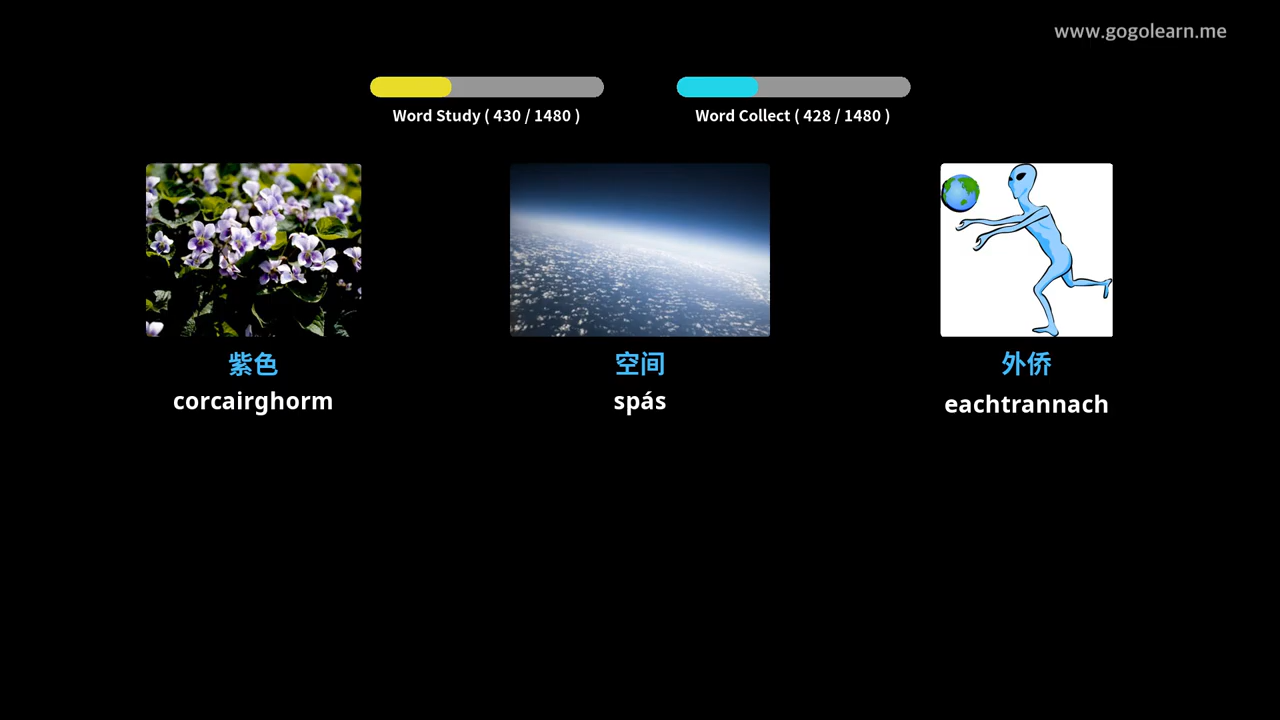 www.gogolearn.me
Word Study ( 430 / 1480 )
Word Collect ( 428 / 1480 )
紫色
corcairghorm
空间
spás
外侨
eachtrannach